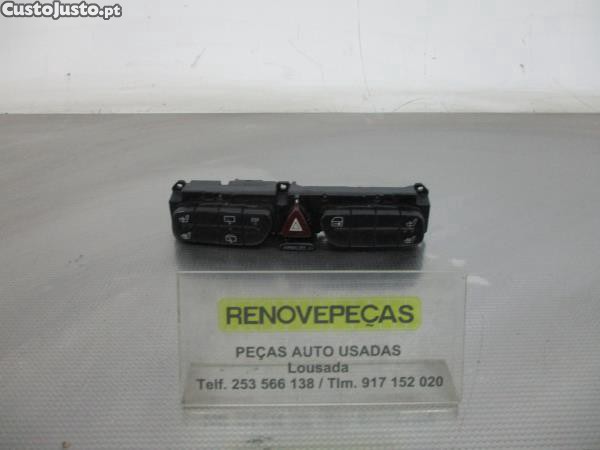 CustoJusto.pt
RENOVEPEÇAS
PEÇAS AUTO USADAS
Lousada
Telf. 253 566 138 / Tlm. 917 152 020